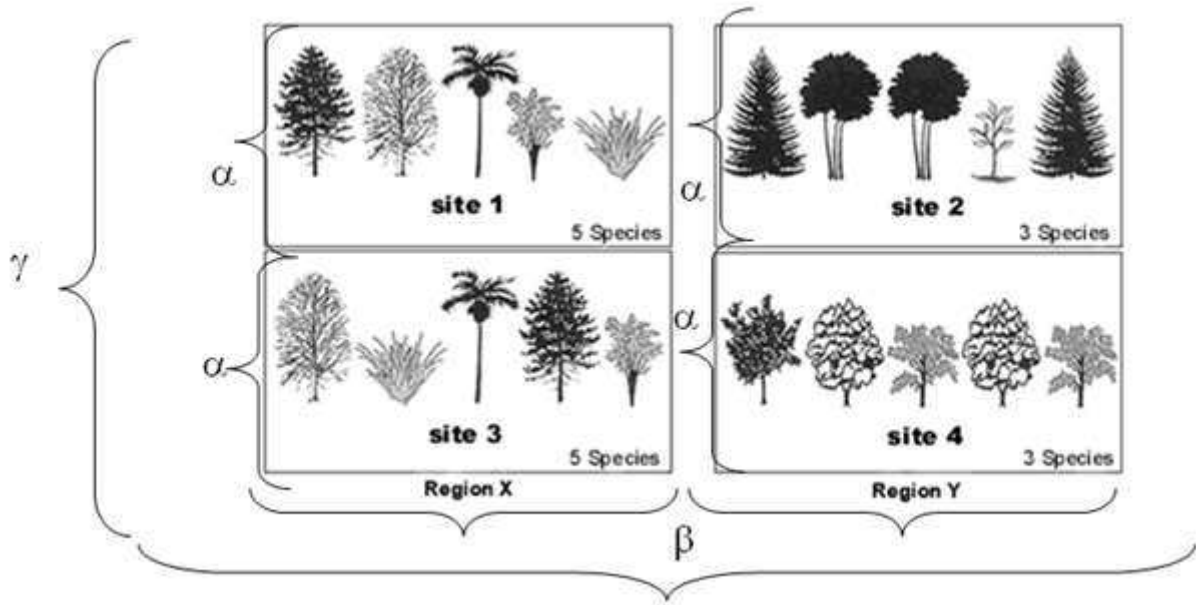 α
site 1
5 Species
α
site 2
3 Species
γ
α
site 3
5 Species
α
site 4
3 Species
Region X
Region Y
β